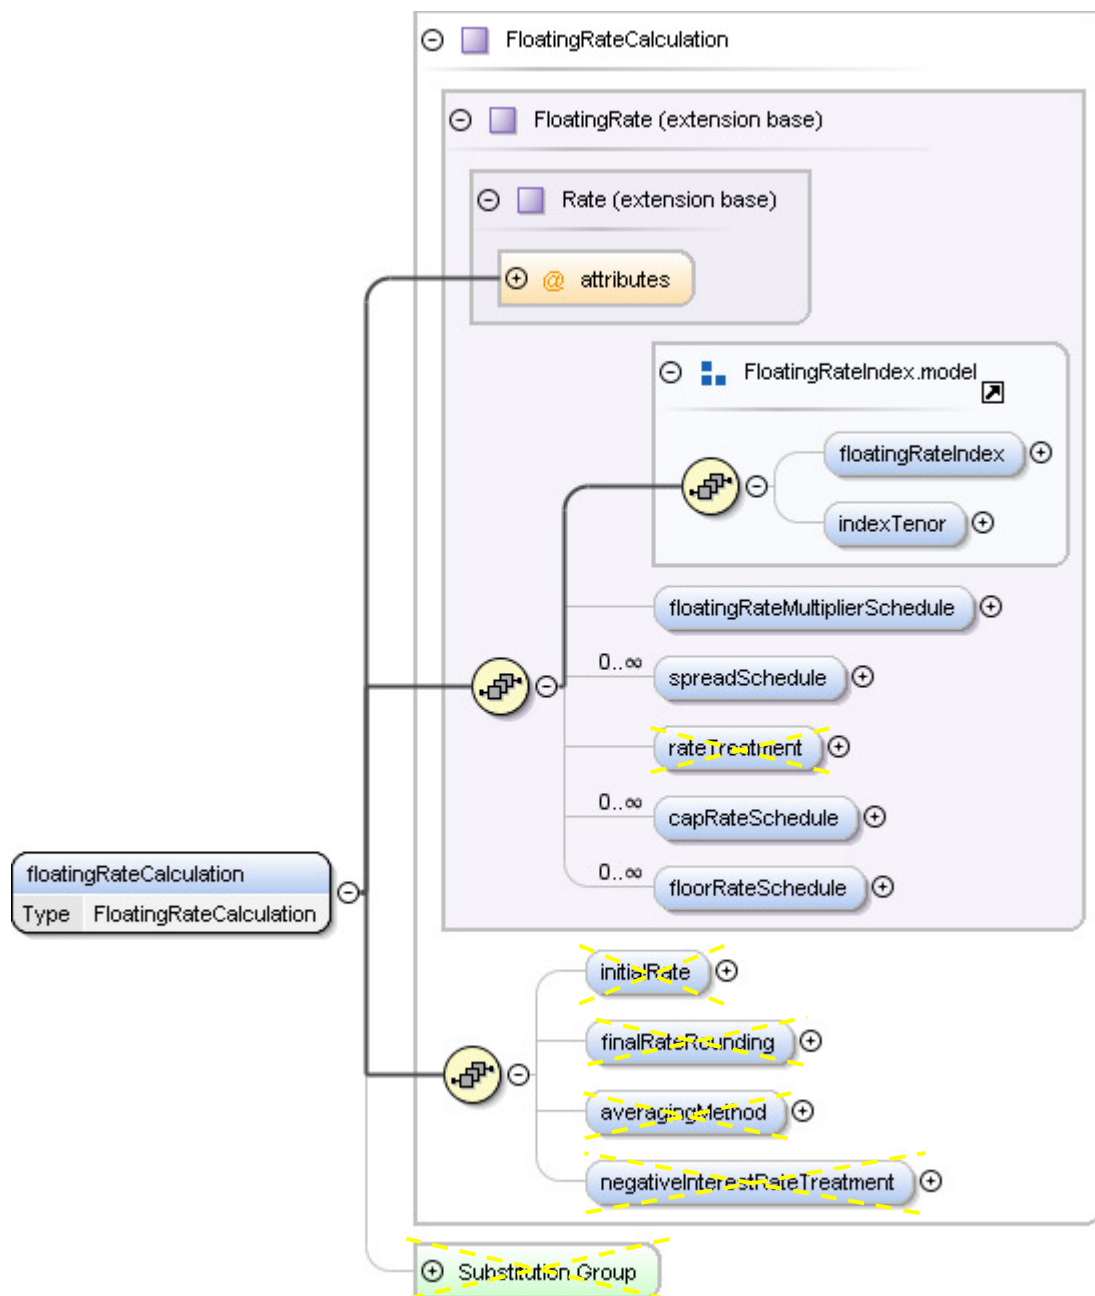 FloatingRateCalculation
FloatingRate (extension base)
Rate (extension base)
@ attributes
FloatingRateIndex.model
floatingRateIndex
indexTenor
floatingRateMultiplierSchedule
0..∞
spreadSchedule
rateTreatment
0..∞
capRateSchedule
0..∞
floorRateSchedule
floatingRateCalculation
Type FloatingRateCalculation
initialRate
finalRateRounding
averagingMethod
negativeInterestRateTreatment
Substitution Group